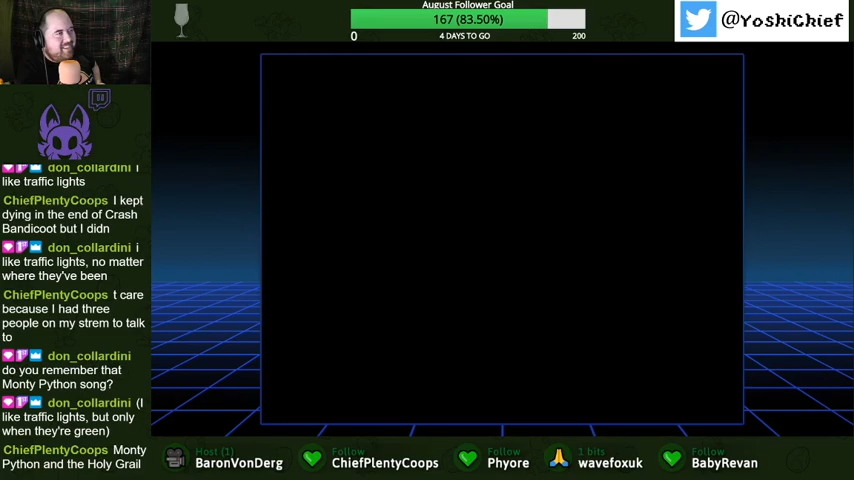 August Follower Goal
167 (83.50%)
0
4 DAYS TO GO
200
@YoshiChief
don_collardini i
like traffic lights
ChiefPlentyCoops I kept
dying in the end of Crash
Bandicoot but I didn
don_collardini i
like traffic lights, no matter
where they've been
ChiefPlentyCoops t care
because I had three
people on my strem to talk
to
don_collardini
do you remember that
Monty Python song?
don_collardini (I
like traffic lights, but only
when they're green)
ChiefPlentyCoops Monty
Python and the Holy Grail
Host (1)
BaronVonDerg
Follow
ChiefPlentyCoops
Follow
Phyore
1 bits
wavefoxuk
Follow
BabyRevan